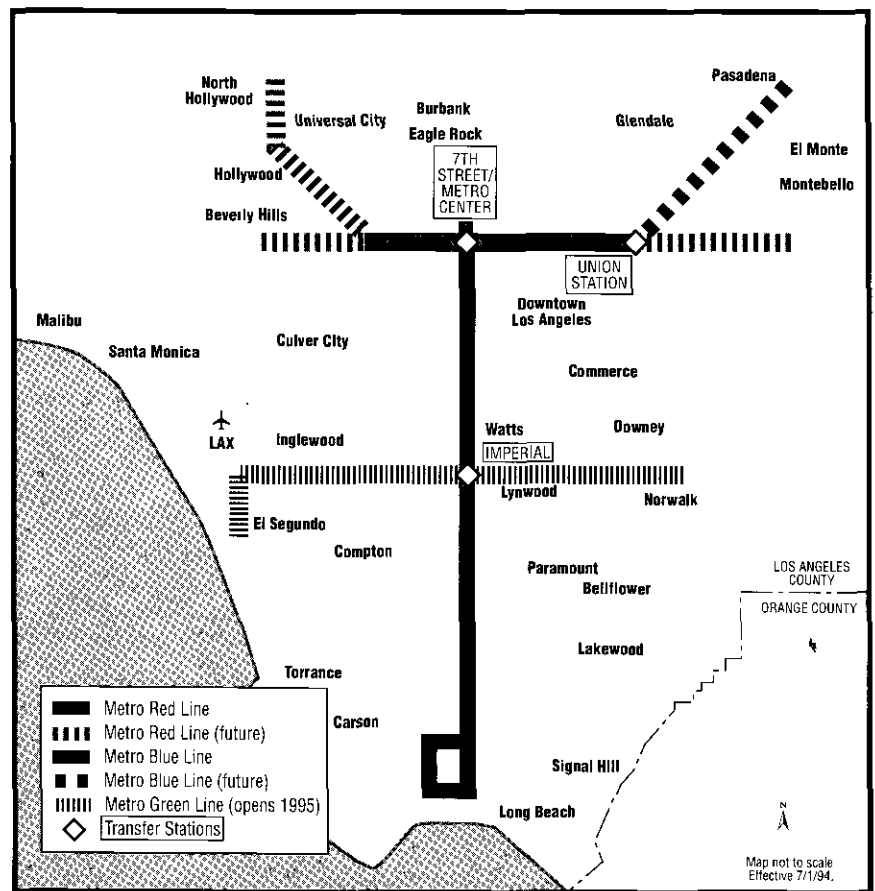 Pasadena
North
Hollywood
Burbank
Universal City
Glendale
Eagle Rock
El Monte
7TH
STREET/
METRO
CENTER
Hollywood
Montebello
Beverly Hills
UNION
STATION
Downtown
Los Angeles
Malibu
Culver City
Santa Monica
Commerce
LAX
Inglewood
Watts
Downey
IMPERIAL
Lynwood
Norwalk
El Segundo
Compton
Paramount
LOS ANGELES
COUNTY
Bellflower
ORANGE COUNTY
Lakewood
Torrance
Carson
Signal Hill
Long Beach
Metro Red Line
Metro Red Line (future)
Metro Blue Line
Metro Blue Line (future)
Metro Green Line (opens 1995)
Transfer Stations
N
Map not to scale
Effective 7/1/94.